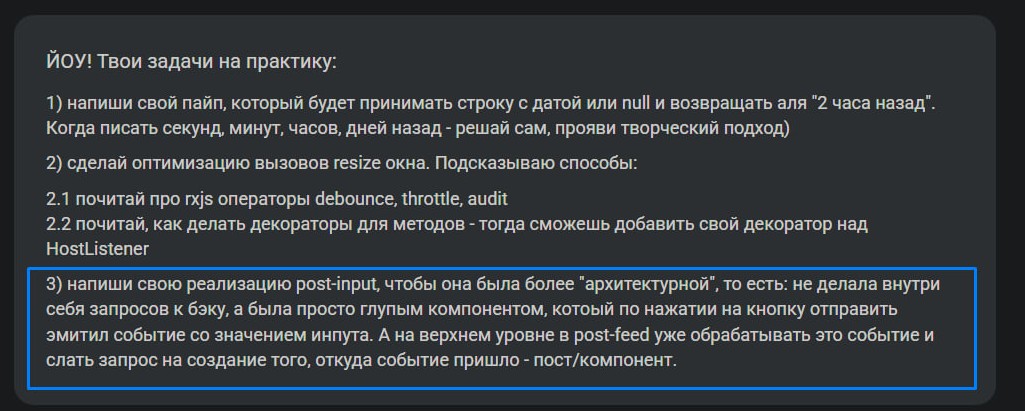 ЙОУ! Твои задачи на практику:
1) напиши свой пайп, который будет принимать строку с датой или null и возвращать аля "2 часа назад".
Когда писать секунд, минут, часов, дней назад - решай сам, прояви творческий подход)
2) сделай оптимизацию вызовов resize окна. Подсказываю способы:
2.1 почитай про rxjs операторы debounce, throttle, audit
2.2 почитай, как делать декораторы для методов - тогда сможешь добавить свой декоратор над
HostListener
3) напиши свою реализацию post-input, чтобы она была более "архитектурной", то есть: не делала внутри
себя запросов к бэку, а была просто глупым компонентом, котоый по нажатии на кнопку отправить
эмитил событие со значением инпута. А на верхнем уровне в post-feed уже обрабатывать это событие и
слать запрос на создание того, откуда событие пришло - пост/компонент.